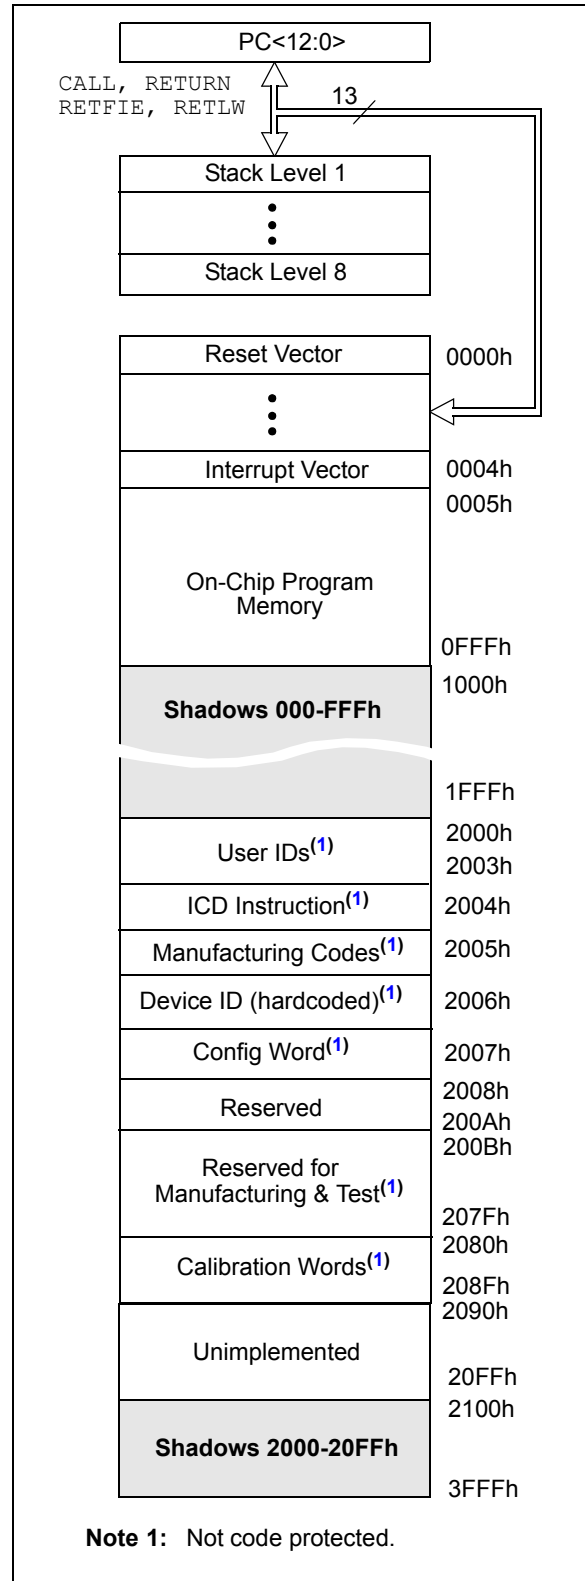 PC<12:0>
CALL, RETURN
RETFIE, RETLW
13
Stack Level 1
Stack Level 8
Reset Vector
0000h
Interrupt Vector
0004h
0005h
On-Chip Program
Memory
0FFFh
1000h
Shadows 000-FFFh
1FFFh
2000h
User IDs(1)
2003h
ICD Instruction(1)
2004h
Manufacturing Codes(1)
2005h
Device ID (hardcoded)(1)
2006h
Config Word(1)
2007h
2008h
Reserved
200Ah
200Bh
Reserved for
Manufacturing & Test(1)
207Fh
2080h
Calibration Words(1)
208Fh
2090h
Unimplemented
20FFh
2100h
Shadows 2000-20FFh
3FFFh
Note 1: Not code protected.